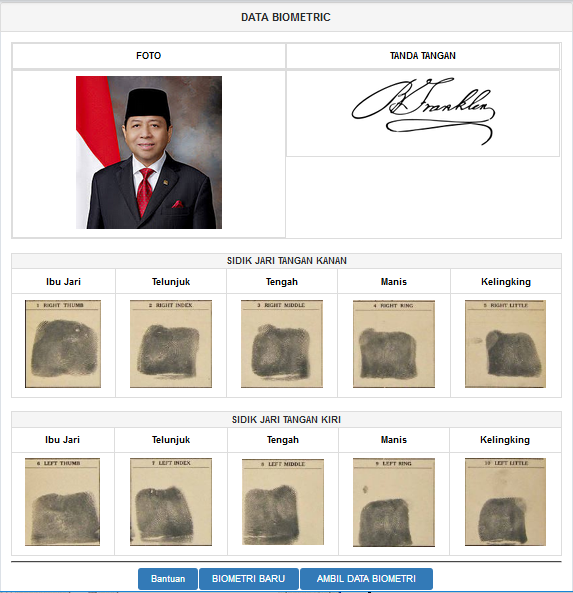 DATA BIOMETRIC
FOTO
TANDA TANGAN
B Franklin
SIDIK JARI TANGAN KANAN
Ibu Jari
Telunjuk
Tengah
Manis
Kelingking
1 RIGHT THUMB
2 RIGHT INDEX
3 RIGHT MIDDLE
4 RIGHT RING
5 RIGHT LITTLE
SIDIK JARI TANGAN KIRI
Ibu Jari
Telunjuk
Tengah
Manis
Kelingking
6 LEFT THUMB
7 LEFT INDEX
8 LEFT MIDDLE
9 LEFT RING
10 LEFT LITTLE
Bantuan
BIOMETRI BARU
AMBIL DATA BIOMETRI